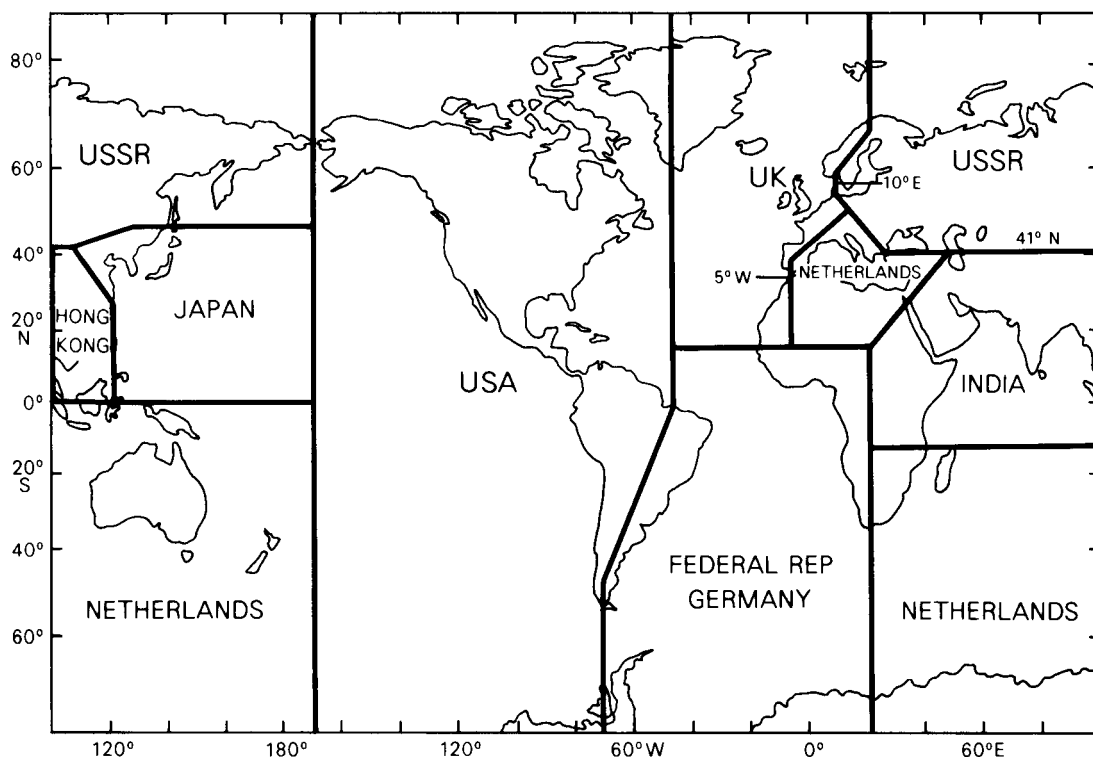 80°
60°
40°
20°
N
0°
20°
S
40°
60°
USSR
HONG
KONG
JAPAN
NETHERLANDS
USA
UK
10°E
USSR
41° N
5° W
NETHERLANDS
INDIA
FEDERAL REP
GERMANY
NETHERLANDS
120°
180°
120°
60°W
0°
60°E